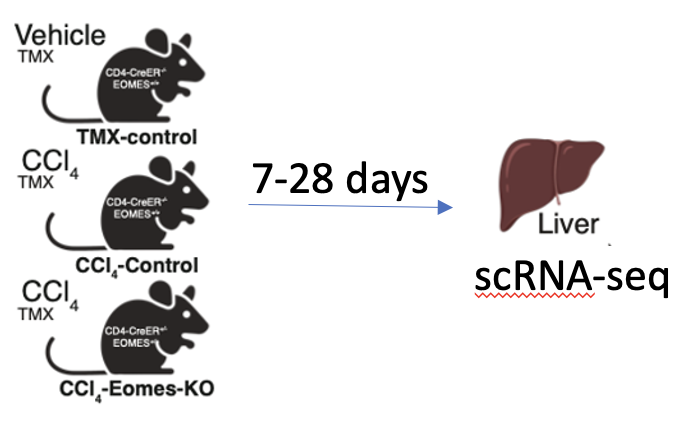 Vehicle
TMX
CD4-CreER
EOMES
TMX-control
CCl₄
TMX
CD4-CreER
EOMES
CCl₄-Control
CCl₄
TMX
CD4-CreER
EOMES
CCl₄-Eomes-KO
7-28 days
Liver
scRNA-seq